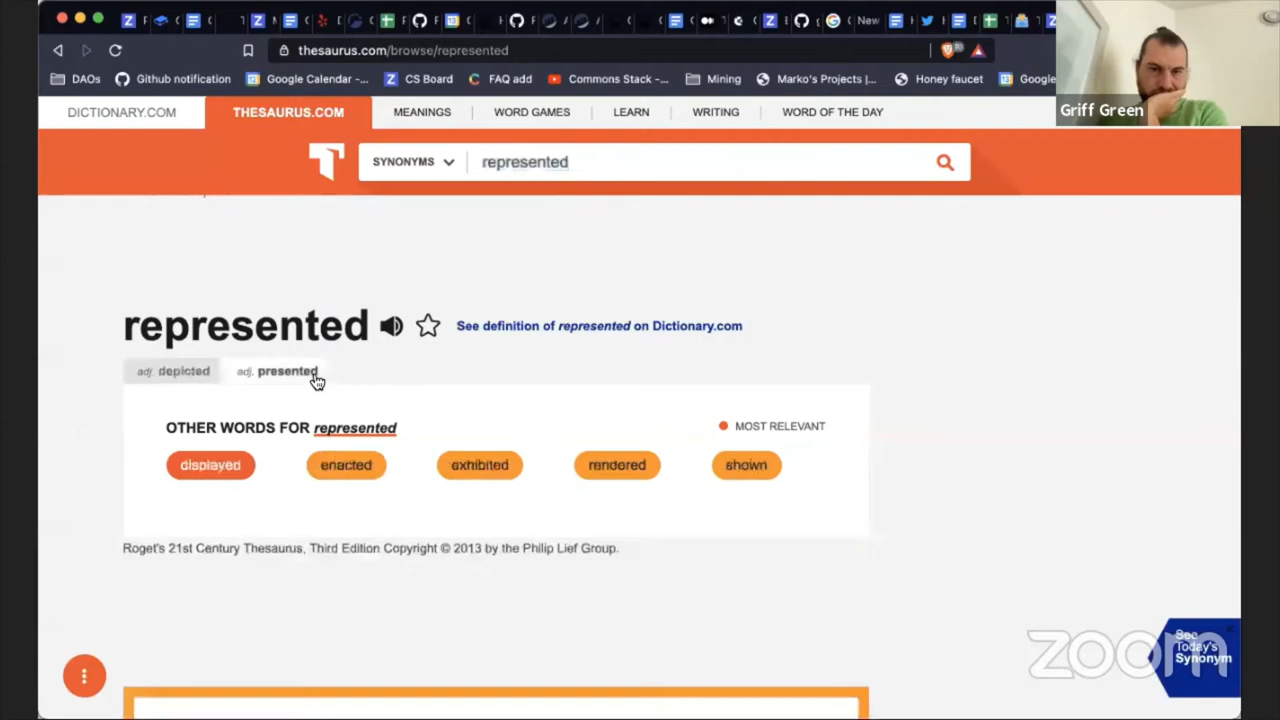 thesaurus.com/browse/represented
DAOs Github notification Google Calendar -... CS Board FAQ add Commons Stack -... Mining Marko's Projects |... Honey faucet Google
Griff Green
DICTIONARY.COM THESAURUS.COM MEANINGS WORD GAMES LEARN WRITING WORD OF THE DAY
SYNONYMS represented
represented See definition of represented on Dictionary.com
adj. depicted adj. presented
OTHER WORDS FOR represented MOST RELEVANT
displayed enacted exhibited rendered shown
Roget's 21st Century Thesaurus, Third Edition Copyright © 2013 by the Philip Lief Group.
zoom
See
Today's
Synonym